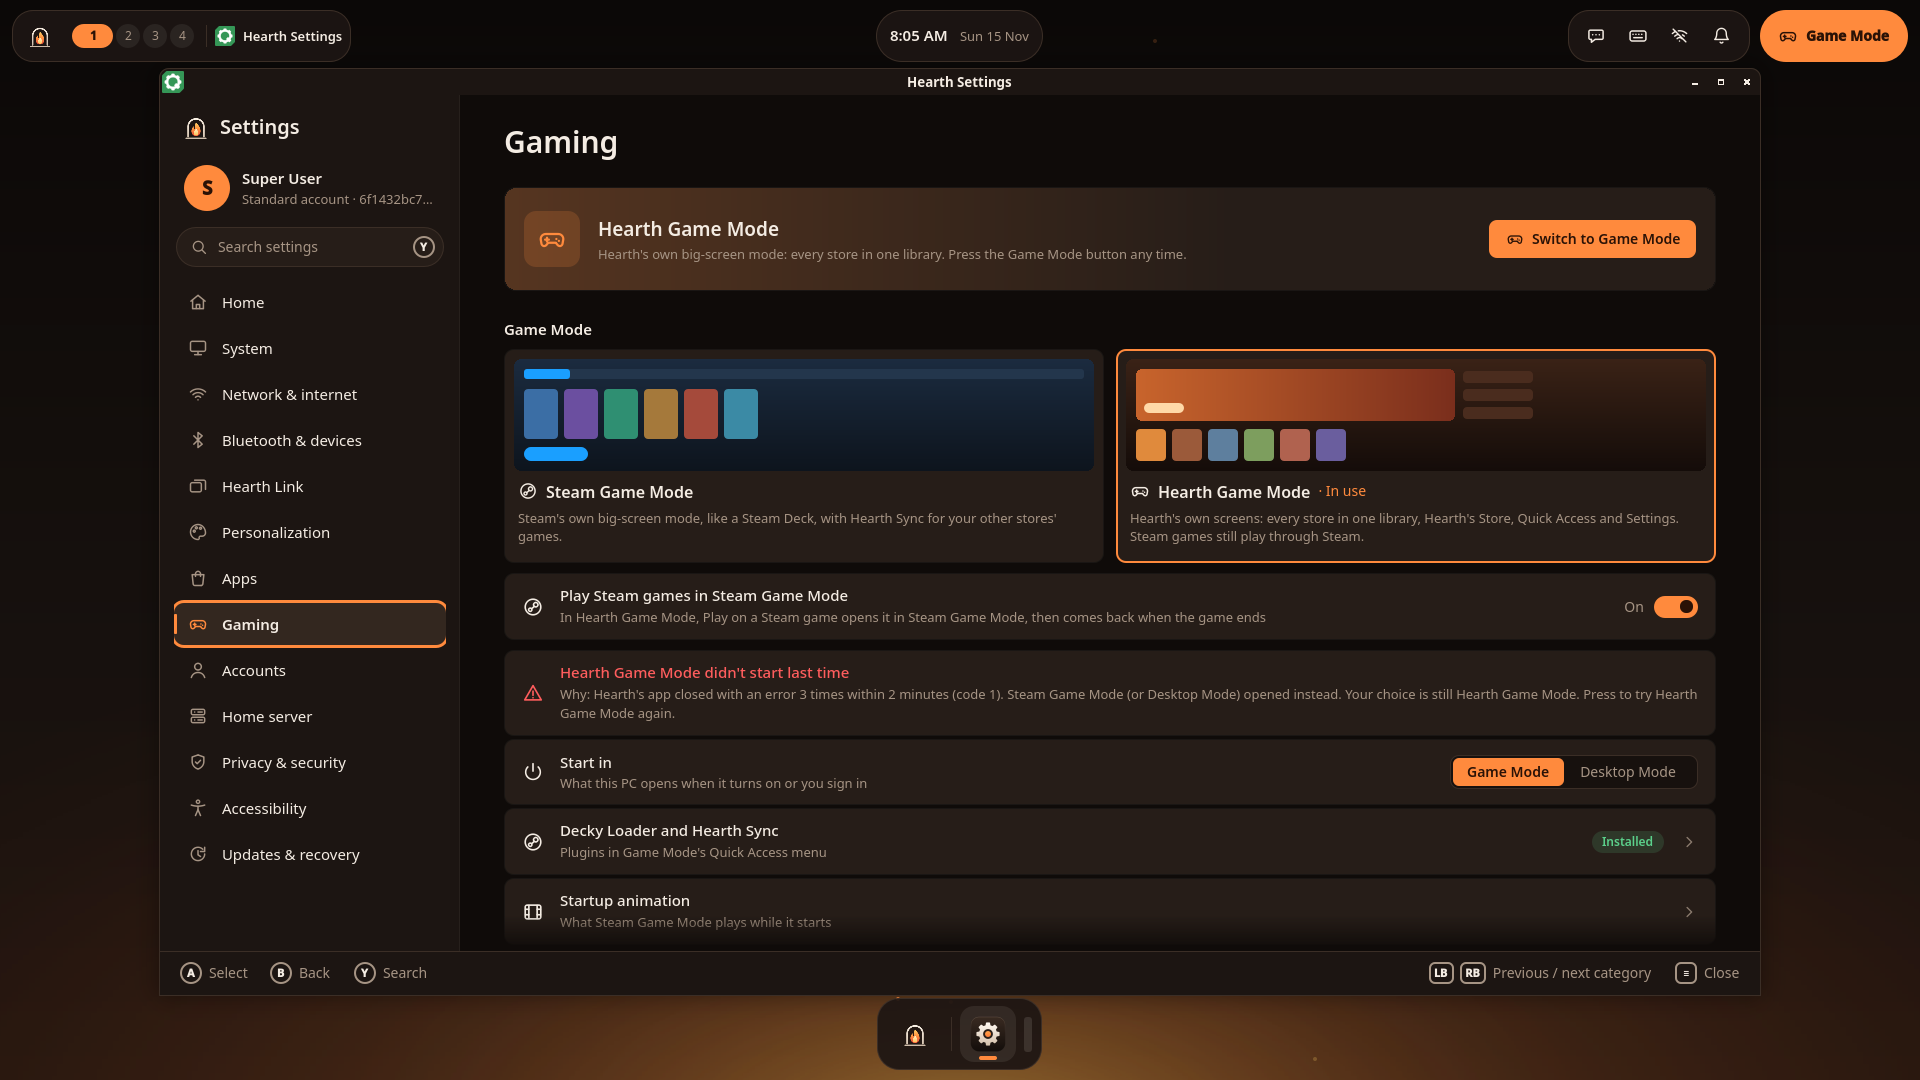 1 2 3 4 Hearth Settings
8:05 AM Sun 15 Nov
Game Mode
Hearth Settings
Settings
S
Super User
Standard account · 6f1432bc7...
Search settings Y
Home
System
Network & internet
Bluetooth & devices
Hearth Link
Personalization
Apps
Gaming
Accounts
Home server
Privacy & security
Accessibility
Updates & recovery
Gaming
Hearth Game Mode
Hearth's own big-screen mode: every store in one library. Press the Game Mode button any time.
Switch to Game Mode
Game Mode
Steam Game Mode
Steam's own big-screen mode, like a Steam Deck, with Hearth Sync for your other stores'
games.
Hearth Game Mode · In use
Hearth's own screens: every store in one library, Hearth's Store, Quick Access and Settings.
Steam games still play through Steam.
Play Steam games in Steam Game Mode
In Hearth Game Mode, Play on a Steam game opens it in Steam Game Mode, then comes back when the game ends
On
Hearth Game Mode didn't start last time
Why: Hearth's app closed with an error 3 times within 2 minutes (code 1). Steam Game Mode (or Desktop Mode) opened instead. Your choice is still Hearth Game Mode. Press to try Hearth
Game Mode again.
Start in
What this PC opens when it turns on or you sign in
Game Mode Desktop Mode
Decky Loader and Hearth Sync
Plugins in Game Mode's Quick Access menu
Installed
Startup animation
What Steam Game Mode plays while it starts
A Select B Back Y Search
LB RB Previous / next category Close